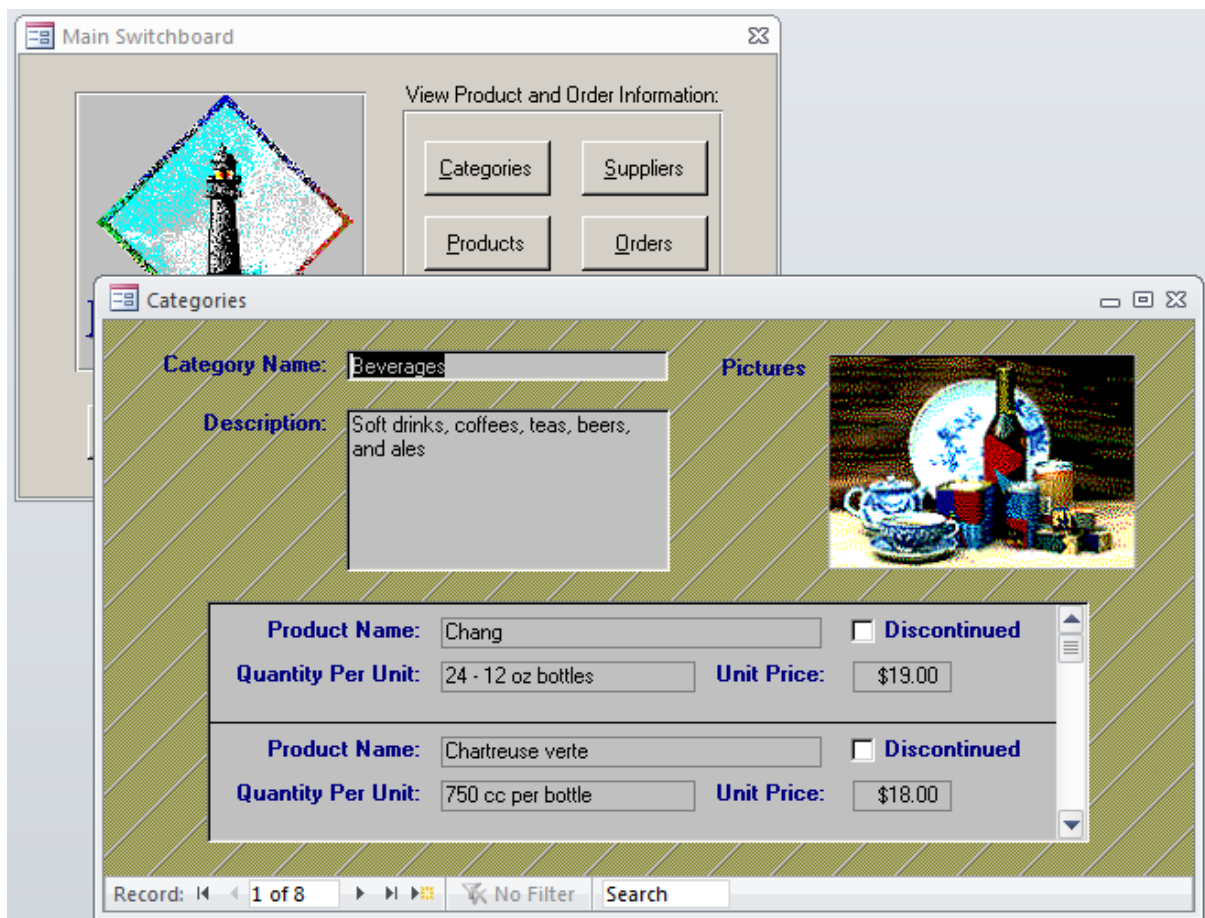 Main Switchboard
View Product and Order Information:
Categories Suppliers
Products Orders
Categories
Category Name: Beverages
Pictures
Description: Soft drinks, coffees, teas, beers,
and ales
Product Name: Chang Discontinued
Quantity Per Unit: 24 - 12 oz bottles Unit Price: $19.00
Product Name: Chartreuse verte Discontinued
Quantity Per Unit: 750 cc per bottle Unit Price: $18.00
Record: 1 of 8 No Filter Search